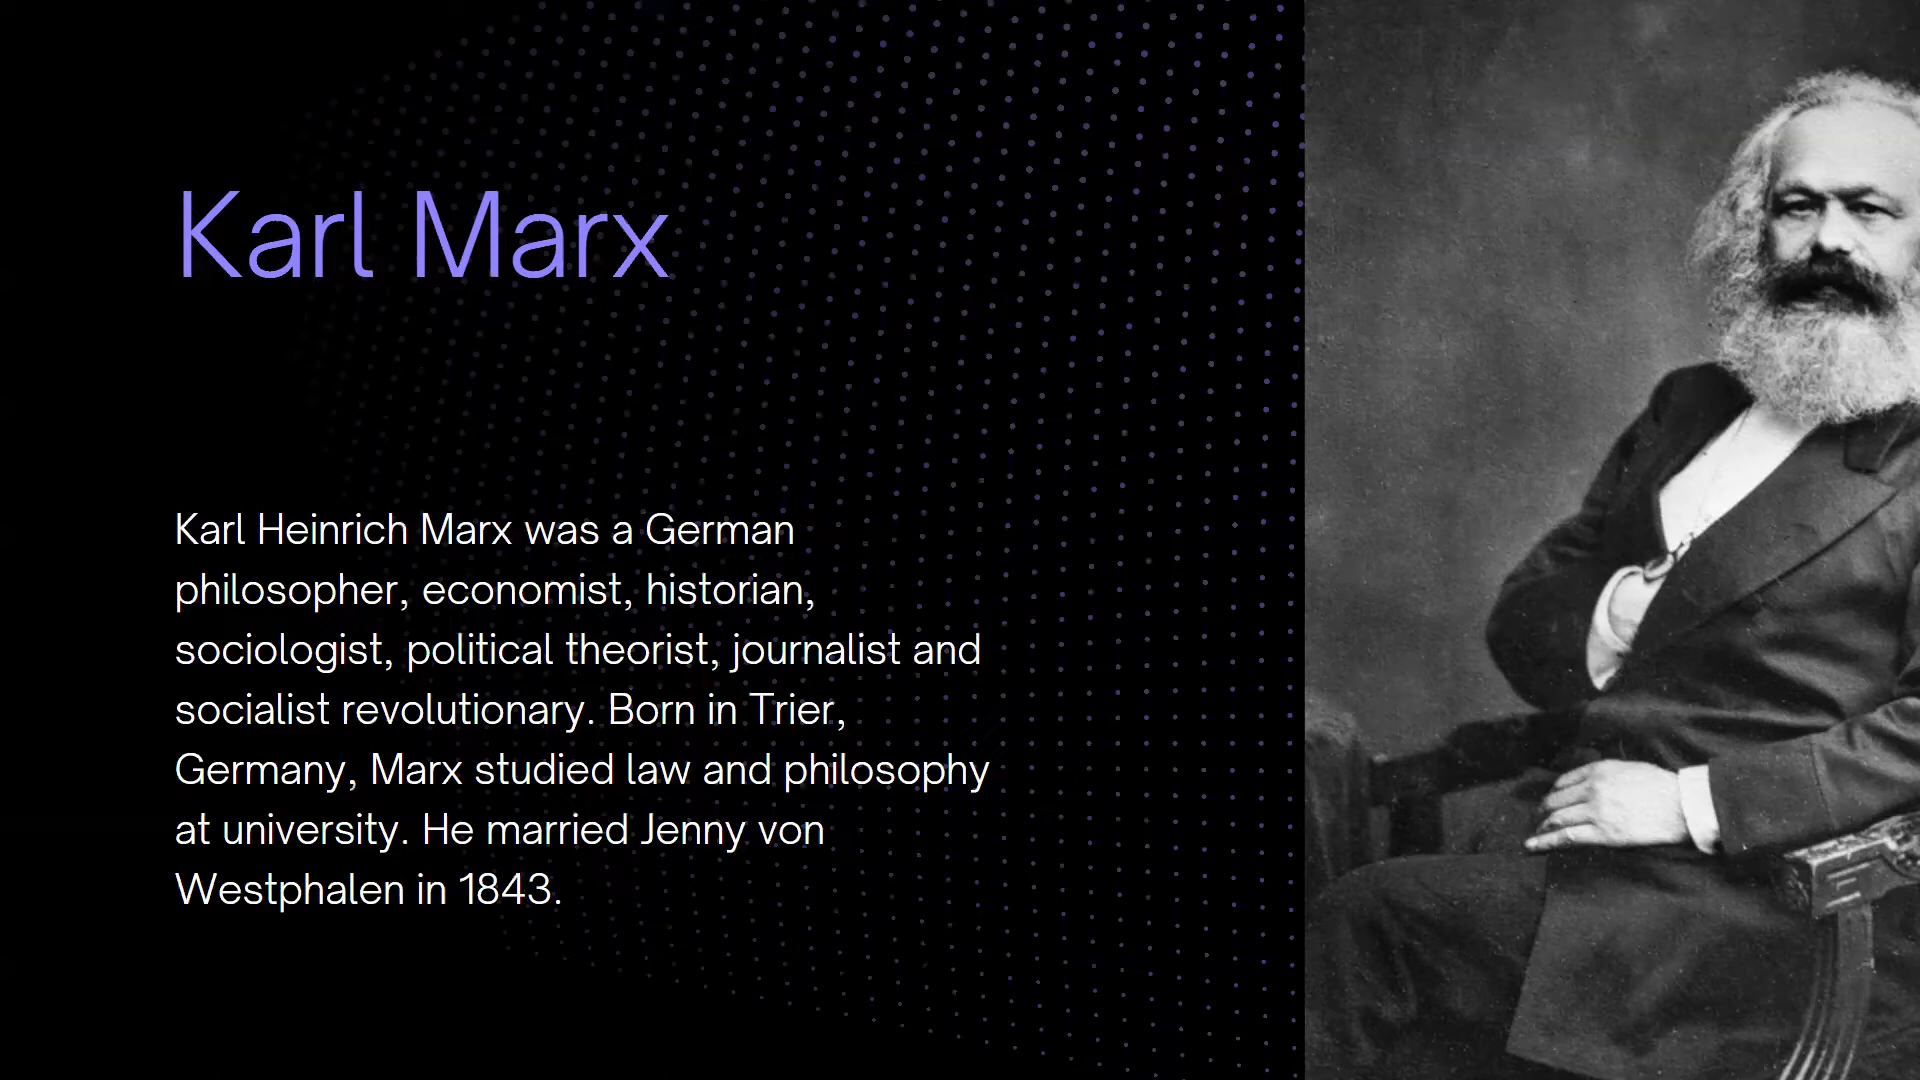 Karl Marx
Karl Heinrich Marx was a German
philosopher, economist, historian,
sociologist, political theorist, journalist and
socialist revolutionary. Born in Trier,
Germany, Marx studied law and philosophy
at university. He married Jenny von
Westphalen in 1843.